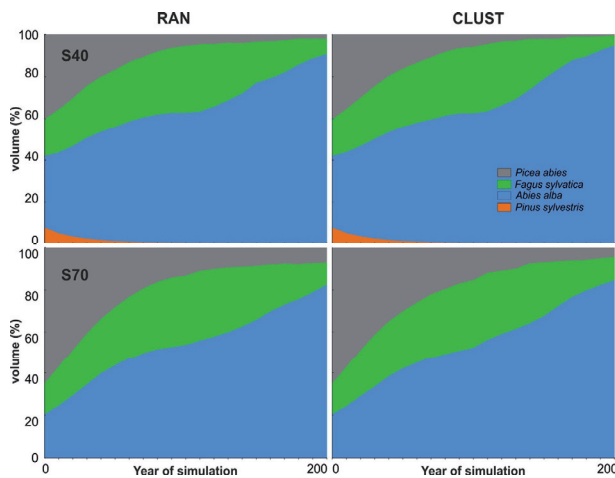 RAN CLUST
S40
volume (%)
100
80
60
40
20
0
Picea abies
Fagus sylvatica
Abies alba
Pinus sylvestris
S70
volume (%)
100
80
60
40
20
0
0 Year of simulation 200 0 Year of simulation 200